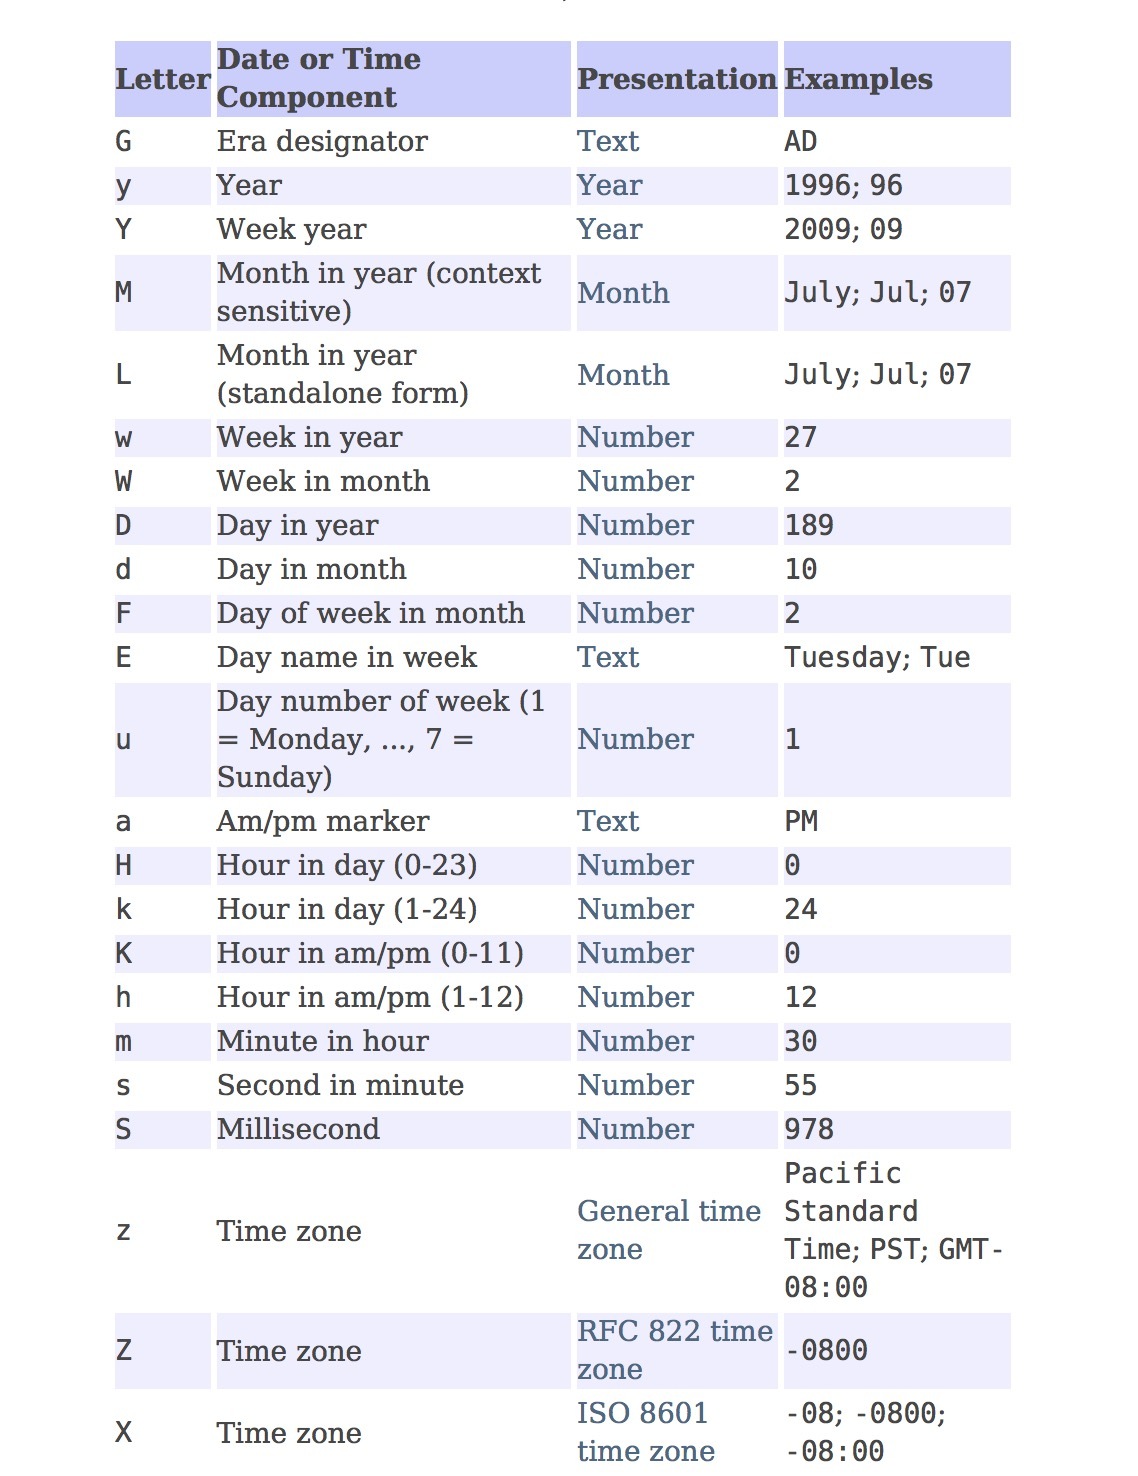 Letter Date or Time Component Presentation Examples
G Era designator Text AD
y Year Year 1996; 96
Y Week year Year 2009; 09
M Month in year (context sensitive) Month July; Jul; 07
L Month in year (standalone form) Month July; Jul; 07
w Week in year Number 27
W Week in month Number 2
D Day in year Number 189
d Day in month Number 10
F Day of week in month Number 2
E Day name in week Text Tuesday; Tue
u Day number of week (1 = Monday, ..., 7 = Sunday) Number 1
a Am/pm marker Text PM
H Hour in day (0-23) Number 0
k Hour in day (1-24) Number 24
K Hour in am/pm (0-11) Number 0
h Hour in am/pm (1-12) Number 12
m Minute in hour Number 30
s Second in minute Number 55
S Millisecond Number 978
z Time zone General time zone Pacific Standard Time; PST; GMT-08:00
Z Time zone RFC 822 time zone -0800
X Time zone ISO 8601 time zone -08; -0800; -08:00